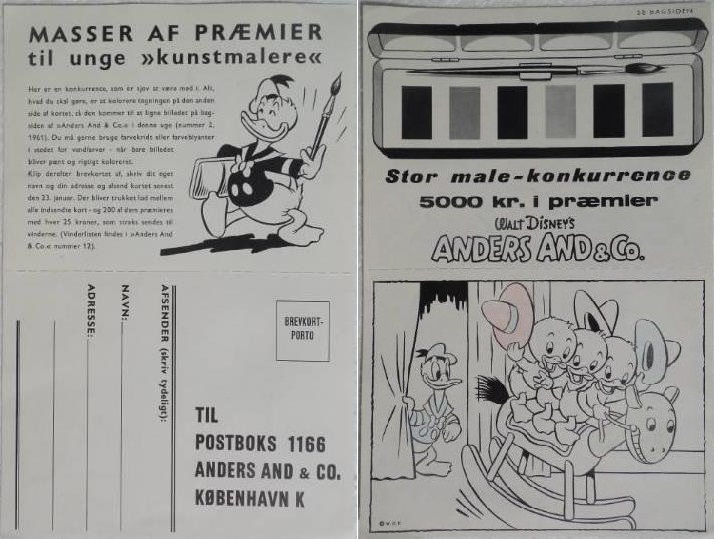 MASSER AF PRÆMIER
til unge »kunstmalere«
Her er en konkurrence, som er sjov at være med i. Alt,
hvad du skal gøre, er at kolorere tegningen på den anden
side af kortet, så den kommer til at ligne billedet på bag-
siden af »Anders And & Co.« i denne uge (nummer 2,
1961). Du må gerne bruge farvekridt eller farveblyanter
i stedet for vandfarver - når bare billedet
bliver pænt og rigtigt koloreret.
Klip derefter brevkortet af, skriv dit eget
navn og din adresse og afsend kortet senest
den 23. januar. Der bliver trukket lod mellem
alle indsendte kort - og 200 af dem præmieres
med hver 25 kroner, som straks sendes til
vinderne. (Vinderlisten findes i »Anders And
& Co.« nummer 12).
AFSENDER (skriv tydeligt):
NAVN:
ADRESSE:
BREVKORT-
PORTO
TIL
POSTBOKS 1166
ANDERS AND & CO.
KØBENHAVN K
SE BAGSIDEN
Stor male-konkurrence
5000 kr. i præmier
WALT DISNEY'S
ANDERS AND & CO.
© W.D.P.